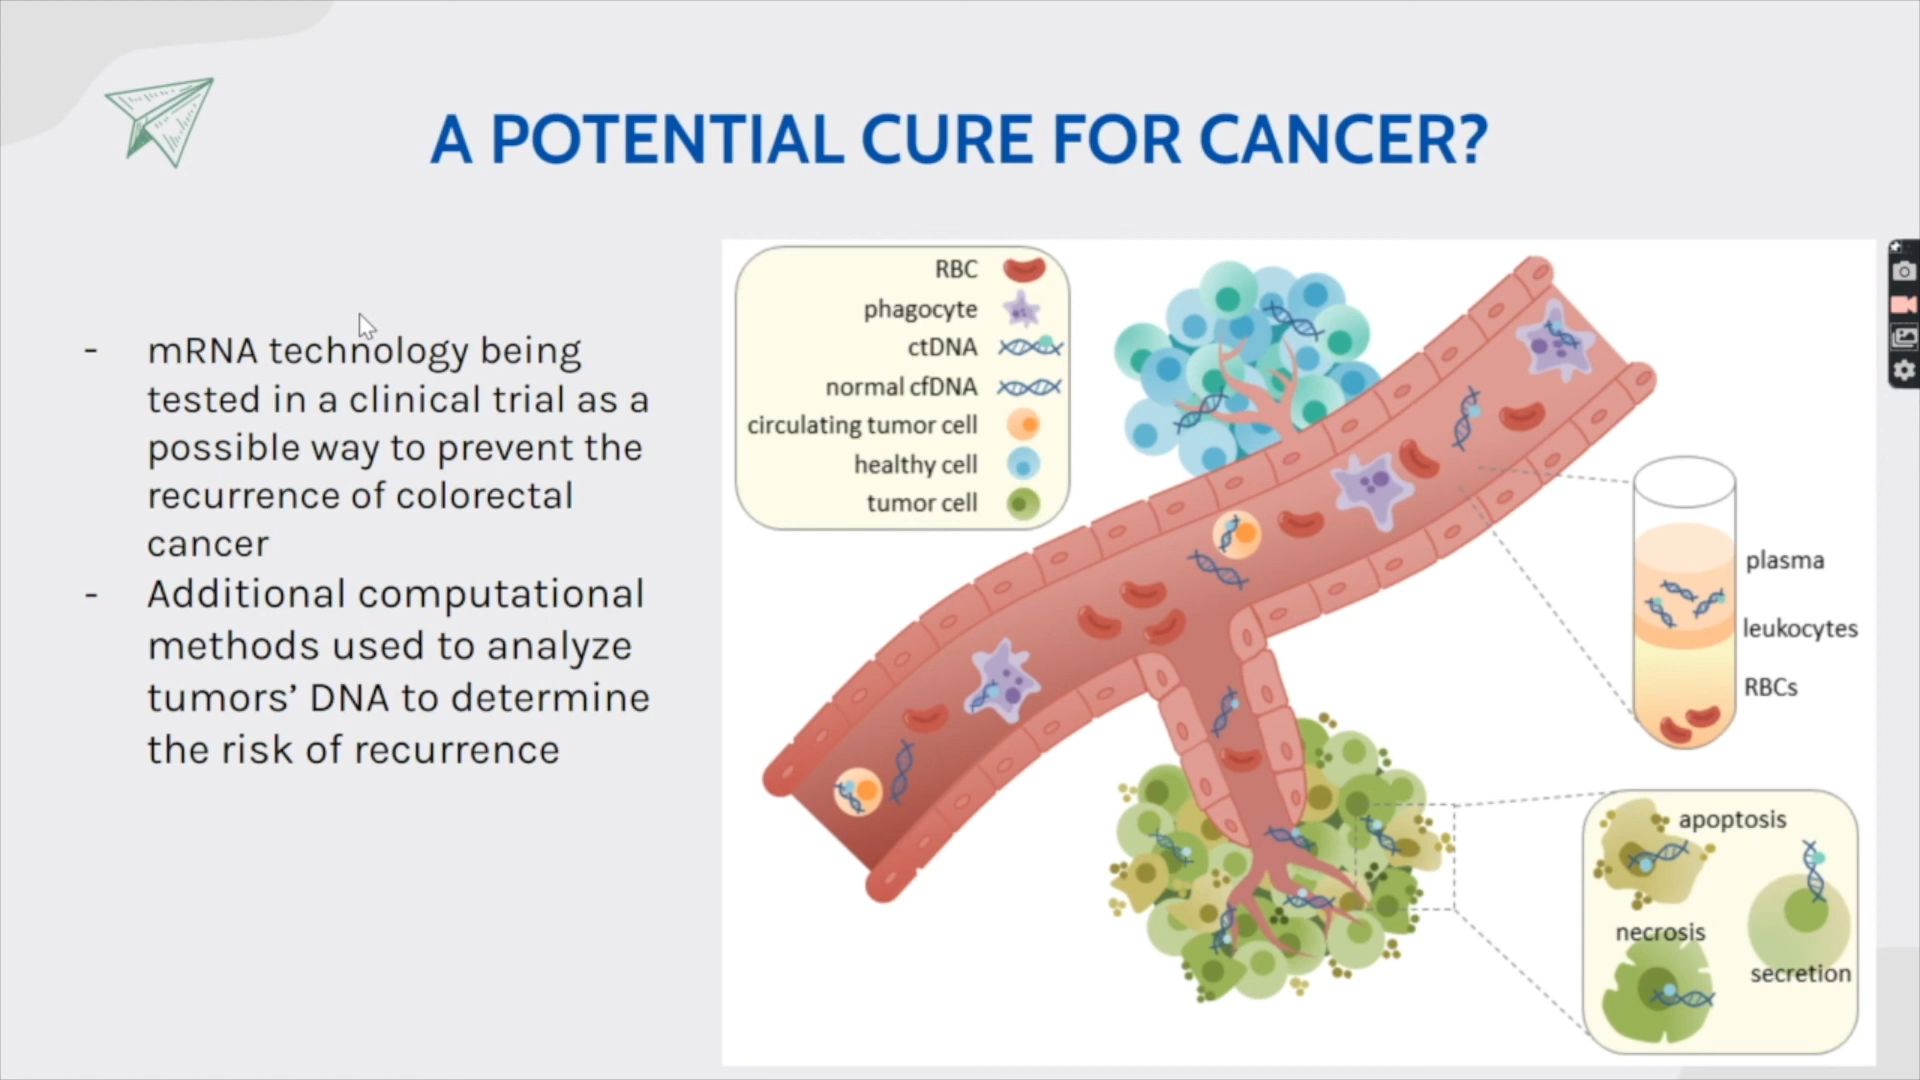 A POTENTIAL CURE FOR CANCER?
- mRNA technology being
tested in a clinical trial as a
possible way to prevent the
recurrence of colorectal
cancer
- Additional computational
methods used to analyze
tumors’ DNA to determine
the risk of recurrence
RBC
phagocyte
ctDNA
normal cfDNA
circulating tumor cell
healthy cell
tumor cell
plasma
leukocytes
RBCs
apoptosis
necrosis
secretion